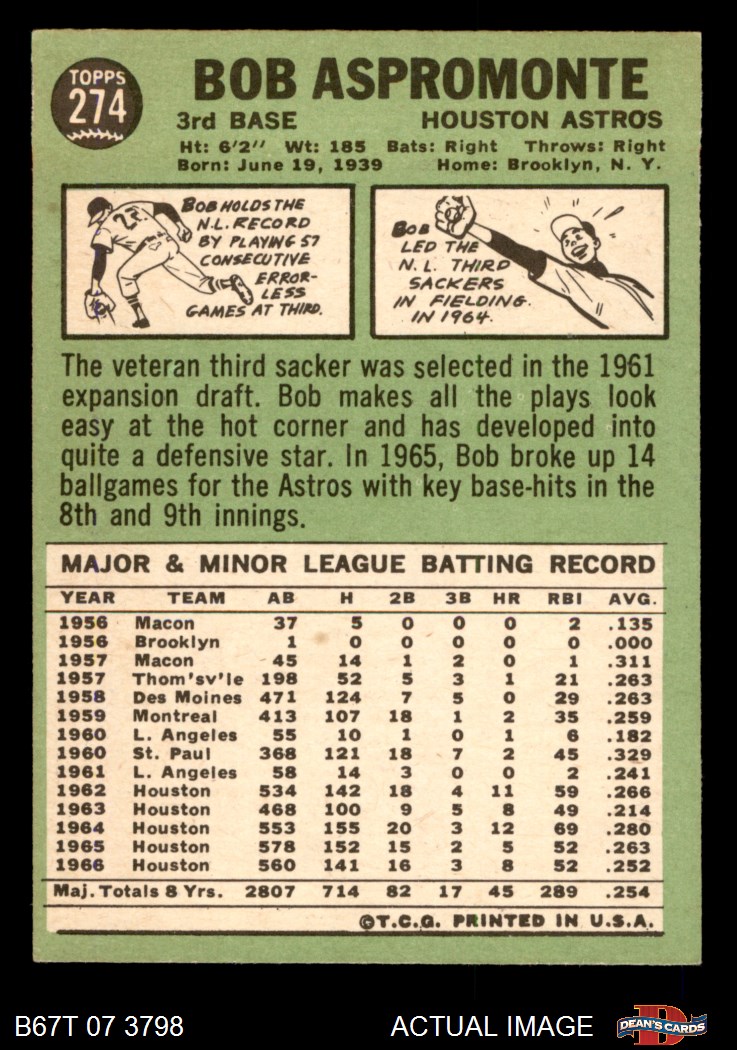 TOPPS
274
BOB ASPROMONTE
3rd BASE HOUSTON ASTROS
Ht: 6'2" Wt: 185 Bats: Right Throws: Right
Born: June 19, 1939 Home: Brooklyn, N. Y.
BOB HOLDS THE
N.L. RECORD
BY PLAYING 57
CONSECUTIVE
ERROR-
LESS
GAMES AT THIRD.
BOB
LED THE
N.L. THIRD
SACKERS
IN FIELDING
IN 1964.
The veteran third sacker was selected in the 1961
expansion draft. Bob makes all the plays look
easy at the hot corner and has developed into
quite a defensive star. In 1965, Bob broke up 14
ballgames for the Astros with key base-hits in the
8th and 9th innings.
MAJOR & MINOR LEAGUE BATTING RECORD
YEAR TEAM AB H 2B 3B HR RBI AVG.
1956 Macon 37 5 0 0 0 2 .135
1956 Brooklyn 1 0 0 0 0 0 .000
1957 Macon 45 14 1 2 0 1 .311
1957 Thom'sv'le 198 52 5 3 1 21 .263
1958 Des Moines 471 124 7 5 0 29 .263
1959 Montreal 413 107 18 1 2 35 .259
1960 L. Angeles 55 10 1 0 1 6 .182
1960 St. Paul 368 121 18 7 2 45 .329
1961 L. Angeles 58 14 3 0 0 2 .241
1962 Houston 534 142 18 4 11 59 .266
1963 Houston 468 100 9 5 8 49 .214
1964 Houston 553 155 20 3 12 69 .280
1965 Houston 578 152 15 2 5 52 .263
1966 Houston 560 141 16 3 8 52 .252
Maj. Totals 8 Yrs. 2807 714 82 17 45 289 .254
©T.C.G. PRINTED IN U.S.A.
B67T 07 3798 ACTUAL IMAGE
D
DEAN'S CARDS